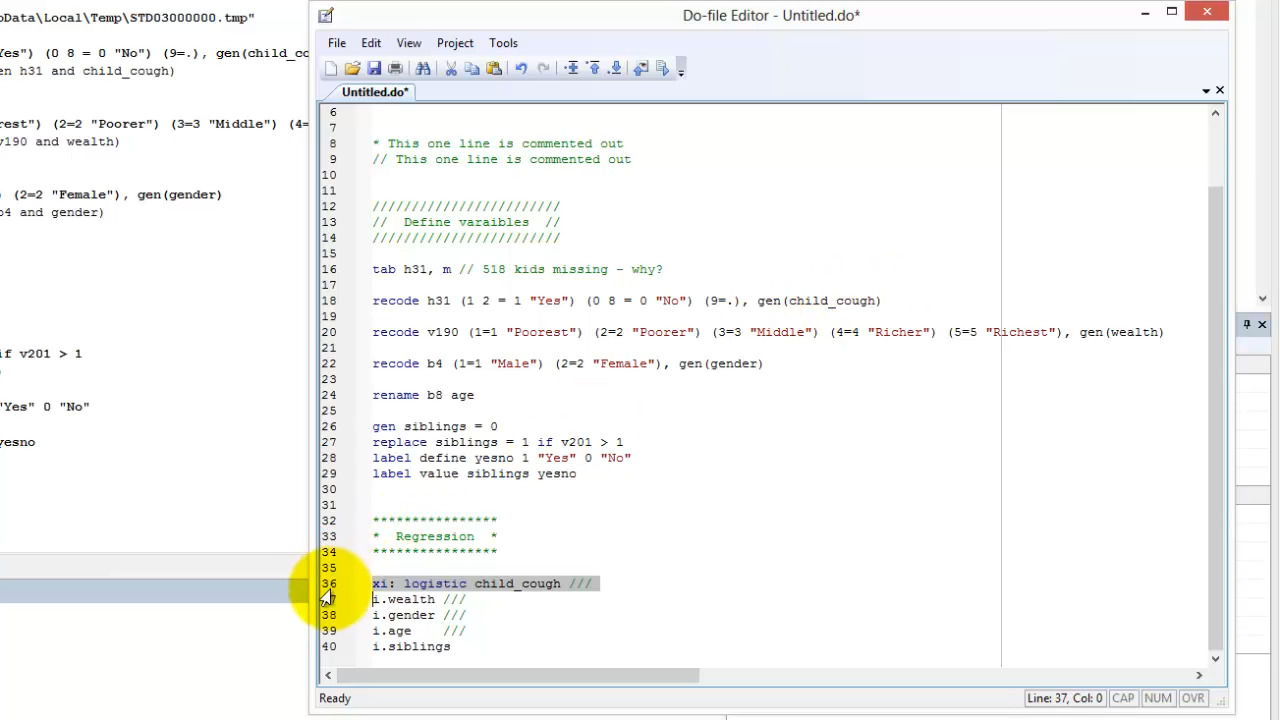 oData\Local\Temp\STD03000000.tmp"
Yes") (0 8 = 0 "No") (9=.), gen(child_co
en h31 and child_cough)
rest") (2=2 "Poorer") (3=3 "Middle") (4=
v190 and wealth)
(2=2 "Female"), gen(gender)
b4 and gender)
if v201 > 1
"Yes" 0 "No"
yesno
Do-file Editor - Untitled.do*
File Edit View Project Tools
Untitled.do*
6
7
8 * This one line is commented out
9 // This one line is commented out
10
11
12 ////////////////////////
13 //  Define varaibles  //
14 ////////////////////////
15
16 tab h31, m // 518 kids missing - why?
17
18 recode h31 (1 2 = 1 "Yes") (0 8 = 0 "No") (9=.), gen(child_cough)
19
20 recode v190 (1=1 "Poorest") (2=2 "Poorer") (3=3 "Middle") (4=4 "Richer") (5=5 "Richest"), gen(wealth)
21
22 recode b4 (1=1 "Male") (2=2 "Female"), gen(gender)
23
24 rename b8 age
25
26 gen siblings = 0
27 replace siblings = 1 if v201 > 1
28 label define yesno 1 "Yes" 0 "No"
29 label value siblings yesno
30
31
32 ****************
33 *  Regression  *
34 ****************
35
36 xi: logistic child_cough ///
i.wealth ///
38 i.gender ///
39 i.age    ///
40 i.siblings
Ready
Line: 37, Col: 0 CAP NUM OVR